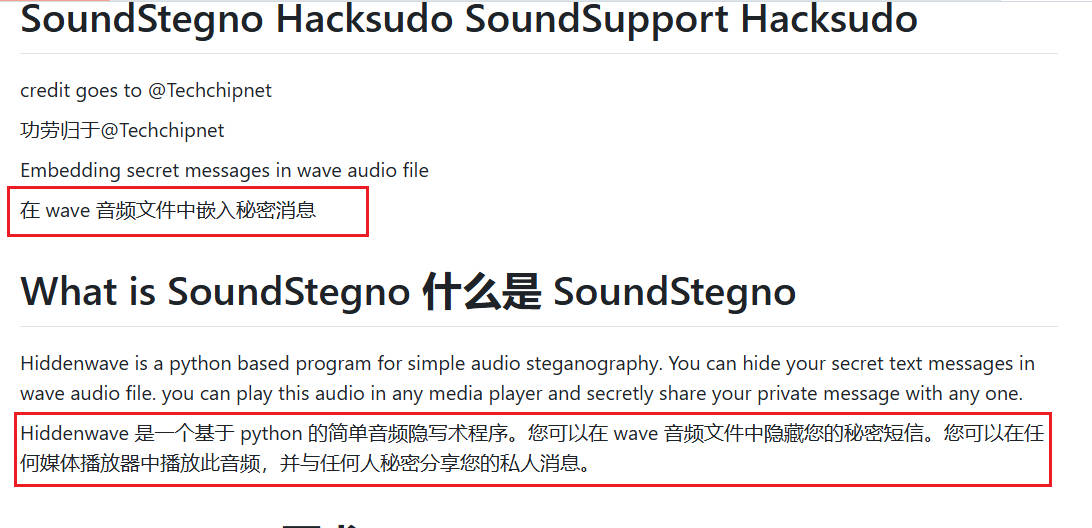 SoundStegno Hacksudo SoundSupport Hacksudo
credit goes to @Techchipnet
功劳归于@Techchipnet
Embedding secret messages in wave audio file
在 wave 音频文件中嵌入秘密消息
What is SoundStegno 什么是 SoundStegno
Hiddenwave is a python based program for simple audio steganography. You can hide your secret text messages in
wave audio file. you can play this audio in any media player and secretly share your private message with any one.
Hiddenwave 是一个基于 python 的简单音频隐写术程序。您可以在 wave 音频文件中隐藏您的秘密短信。您可以在任
何媒体播放器中播放此音频，并与任何人秘密分享您的私人消息。